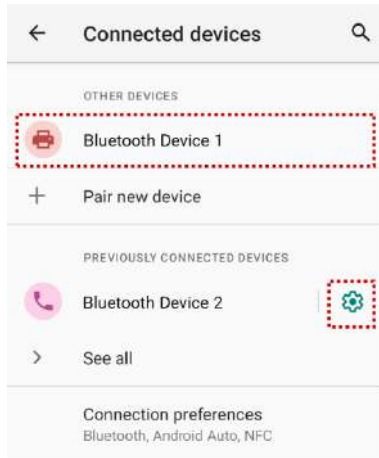 Connected devices
OTHER DEVICES
Bluetooth Device 1
Pair new device
PREVIOUSLY CONNECTED DEVICES
Bluetooth Device 2
See all
Connection preferences
Bluetooth, Android Auto, NFC